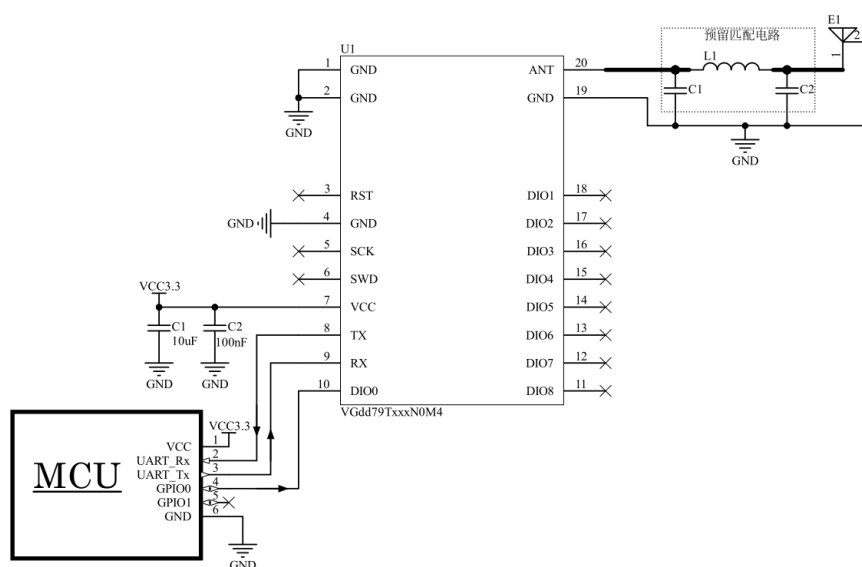 E1
预留匹配电路
2
U1
L1
1
1 GND ANT 20
C1 C2
2 GND GND 19
GND
GND
3 RST DIO1 18
GND 4 GND DIO2 17
5 SCK DIO3 16
6 SWD DIO4 15
VCC3.3
7 VCC DIO5 14
C1 C2
10uF 100nF
8 TX DIO6 13
9 RX DIO7 12
GND GND
10 DIO0 DIO8 11
VGdd79TxxxN0M4
VCC3.3
VCC 1
UART_Rx 2
MCU
UART_Tx 3
GPIO0 4
GPIO1 5
GND 6
GND